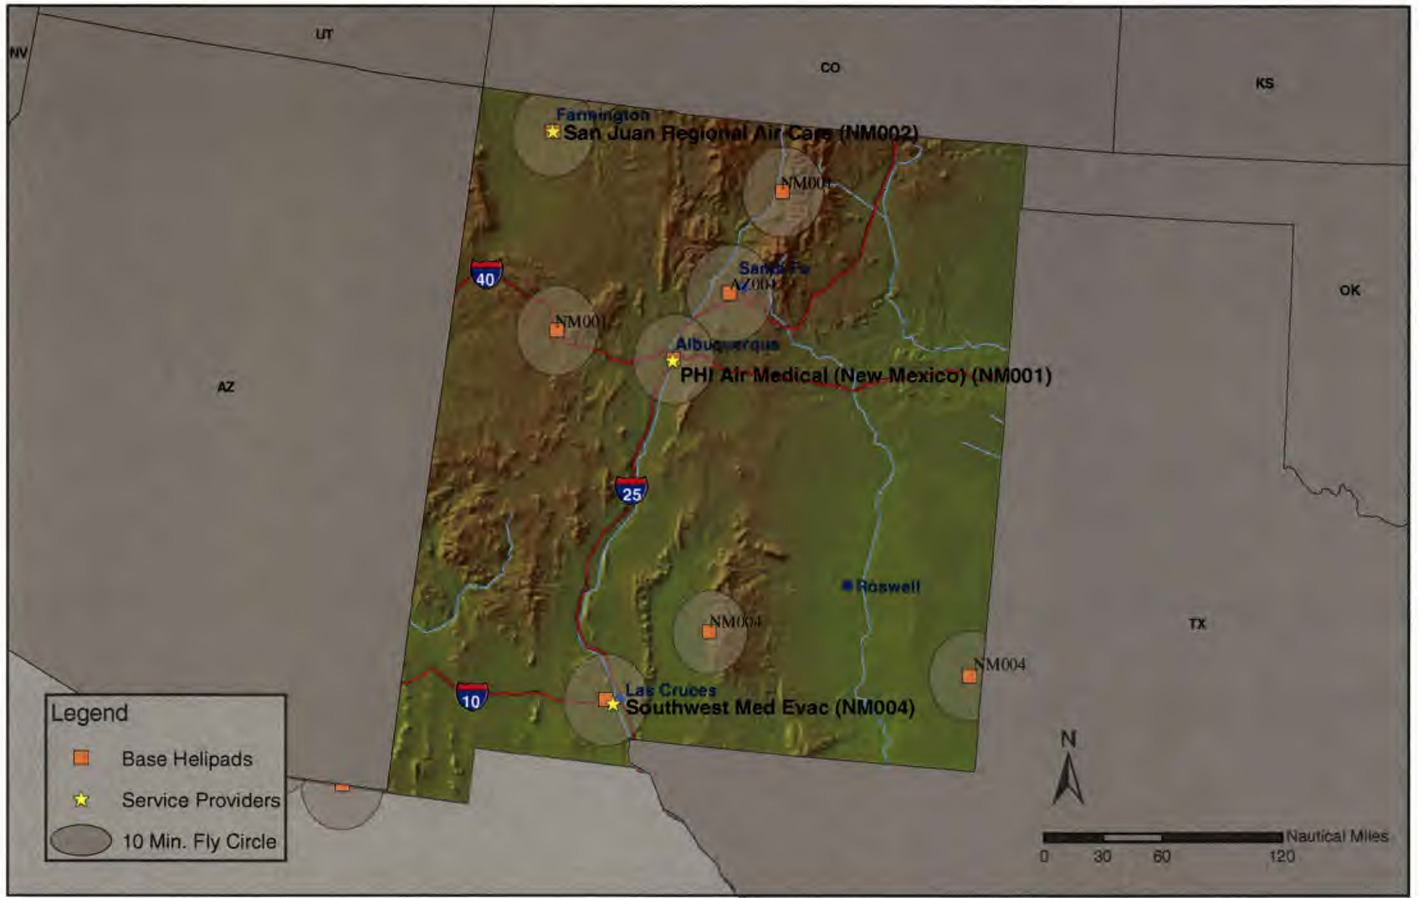 UT
NV
CO
KS
Farmington
San Juan Regional Air Care (NM002)
NM001
Santa Fe
40
AZ001
OK
NM001
Albuquerque
PHI Air Medical (New Mexico) (NM001)
AZ
25
Roswell
NM004
TX
NM004
Las Cruces
10
Southwest Med Evac (NM004)
Legend
Base Helipads
Service Providers
10 Min. Fly Circle
N
Nautical Miles
0 30 60 120